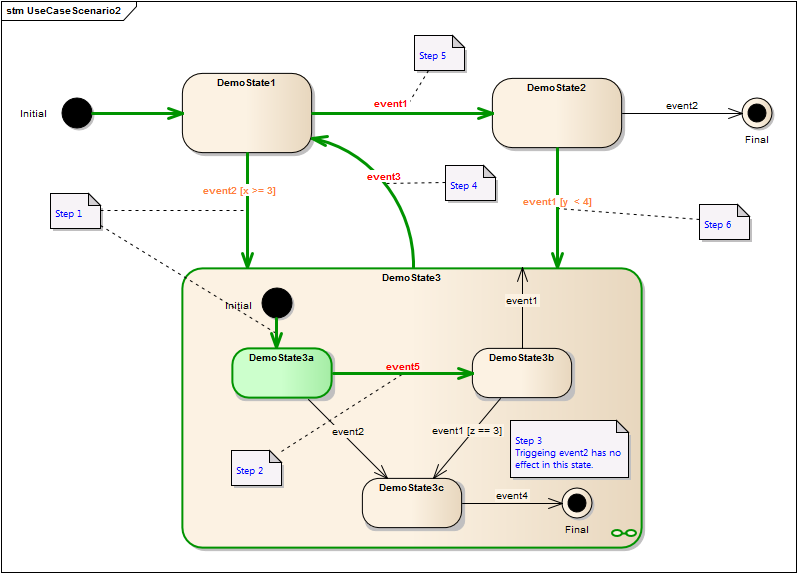 stm UseCaseScenario2
Step 5
DemoState1
DemoState2
Initial
event1
event2
Final
event3
Step 4
event2 [x >= 3]
Step 1
event1 [y < 4]
Step 6
DemoState3
Initial
event1
DemoState3a
DemoState3b
event5
event2
event1 [z == 3]
Step 3
Triggeing event2 has no
effect in this state.
Step 2
DemoState3c
event4
Final